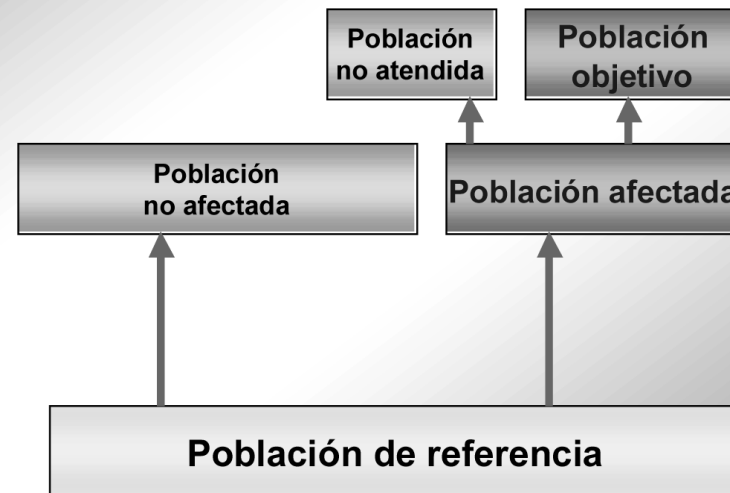 Población
no atendida
Población
objetivo
Población
no afectada
Población afectada
Población de referencia